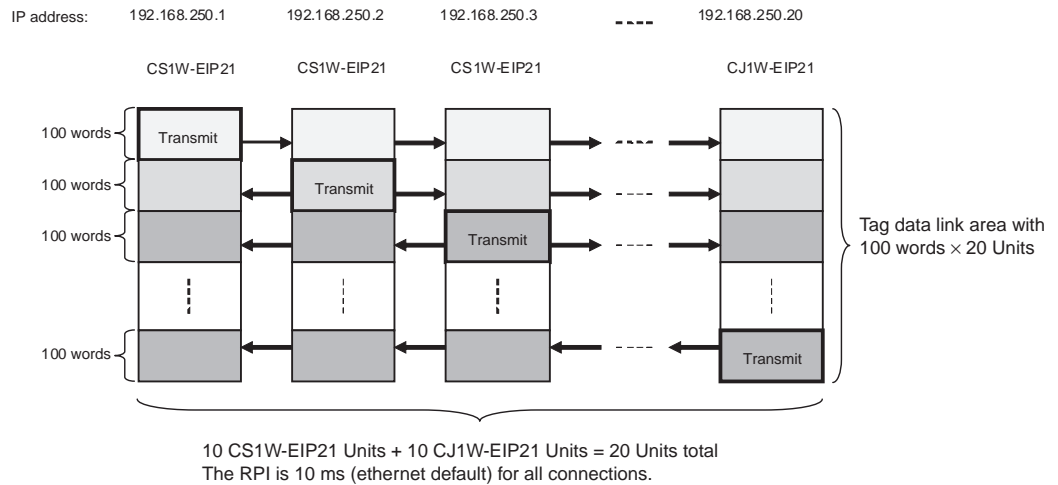 IP address: 192.168.250.1 192.168.250.2 192.168.250.3 192.168.250.20
CS1W-EIP21 CS1W-EIP21 CS1W-EIP21 CJ1W-EIP21
100 words Transmit
100 words Transmit
100 words Transmit
Tag data link area with
100 words × 20 Units
100 words Transmit
10 CS1W-EIP21 Units + 10 CJ1W-EIP21 Units = 20 Units total
The RPI is 10 ms (ethernet default) for all connections.